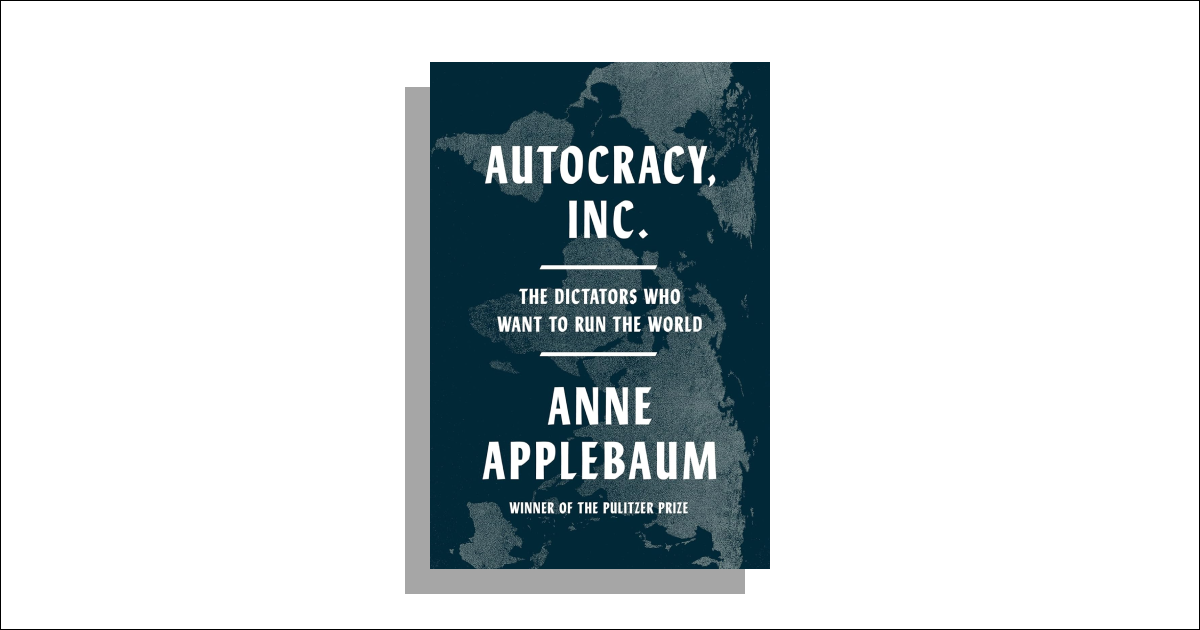 AUTOCRACY,
INC.
THE DICTATORS WHO
WANT TO RUN THE WORLD
ANNE
APPLEBAUM
WINNER OF THE PULITZER PRIZE